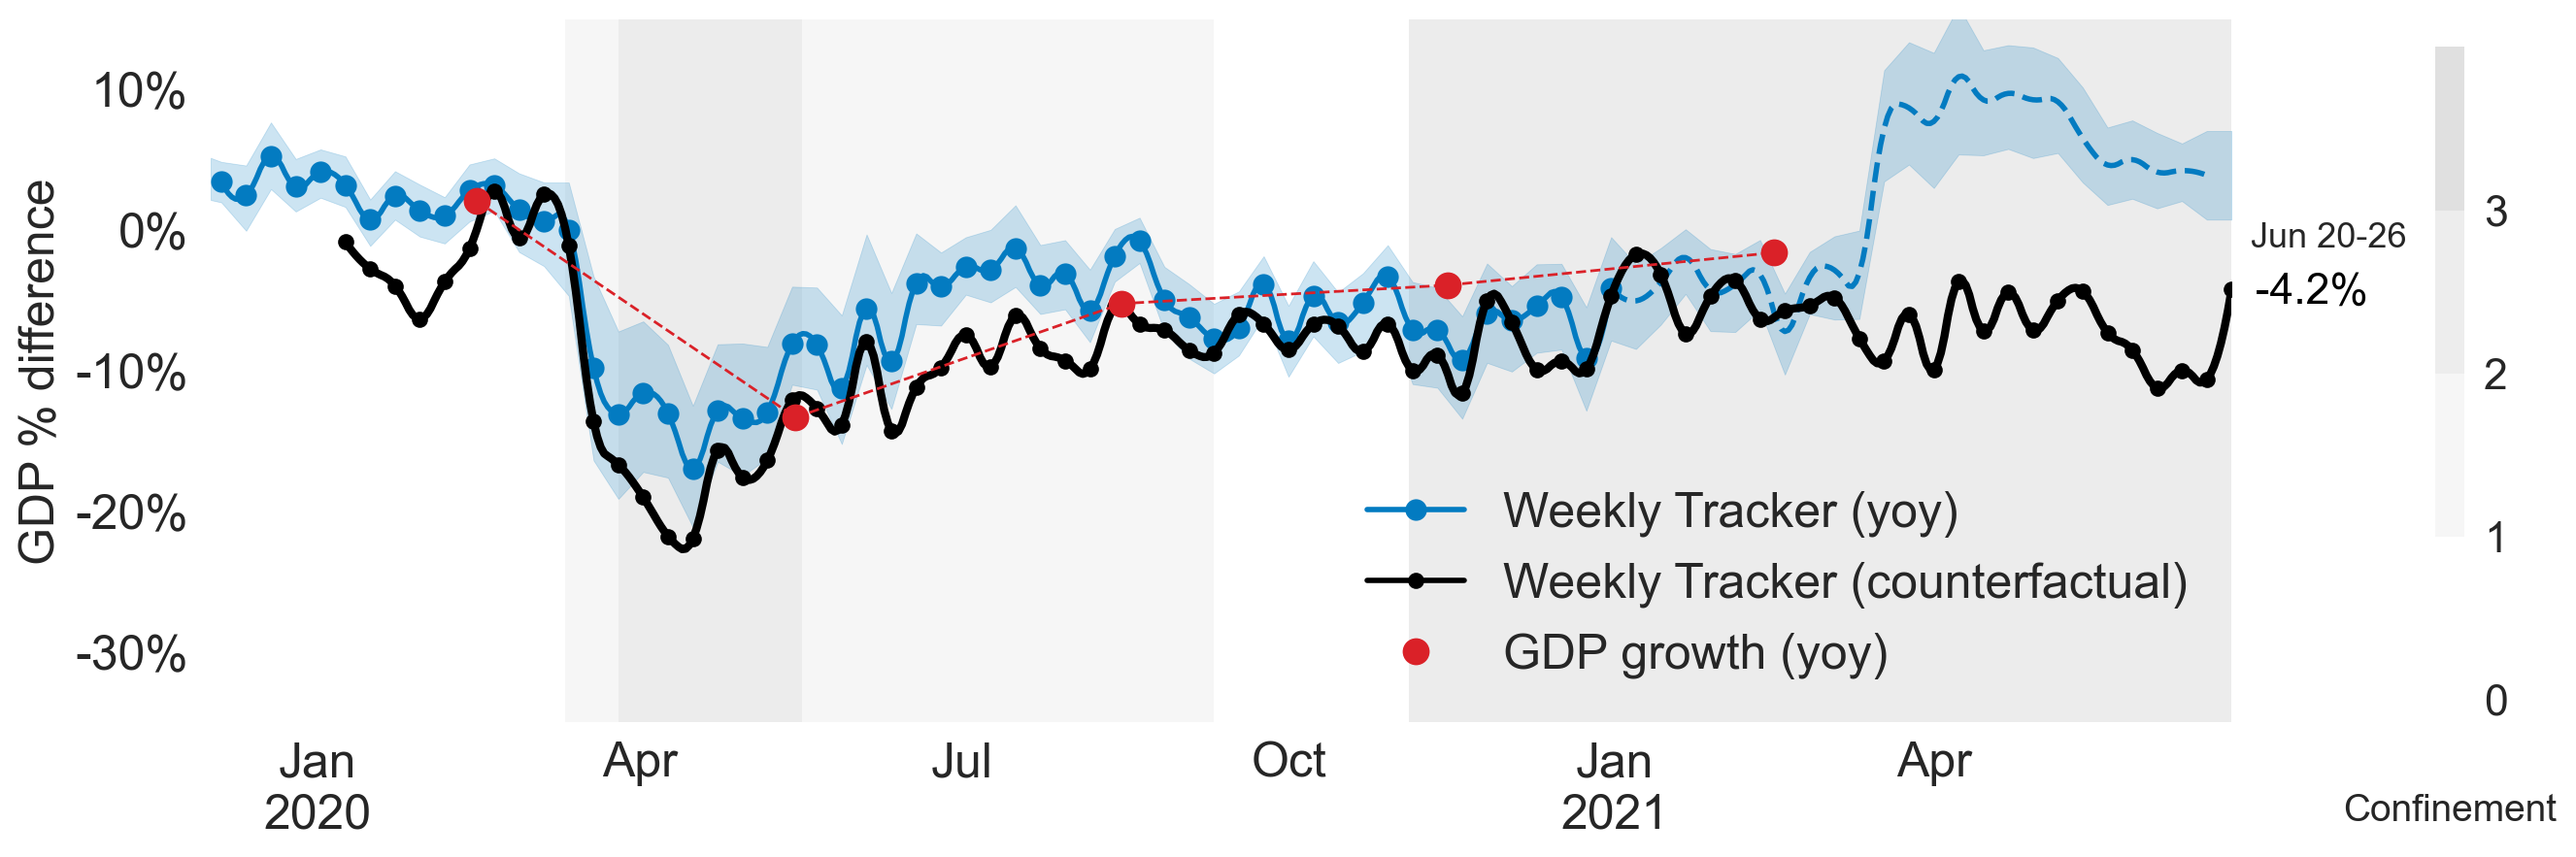 GDP % difference
10%
0%
-10%
-20%
-30%
Weekly Tracker (yoy)
Weekly Tracker (counterfactual)
GDP growth (yoy)
Jan
2020
Apr
Jul
Oct
Jan
2021
Apr
Jun 20-26
-4.2%
3
2
1
0
Confinement